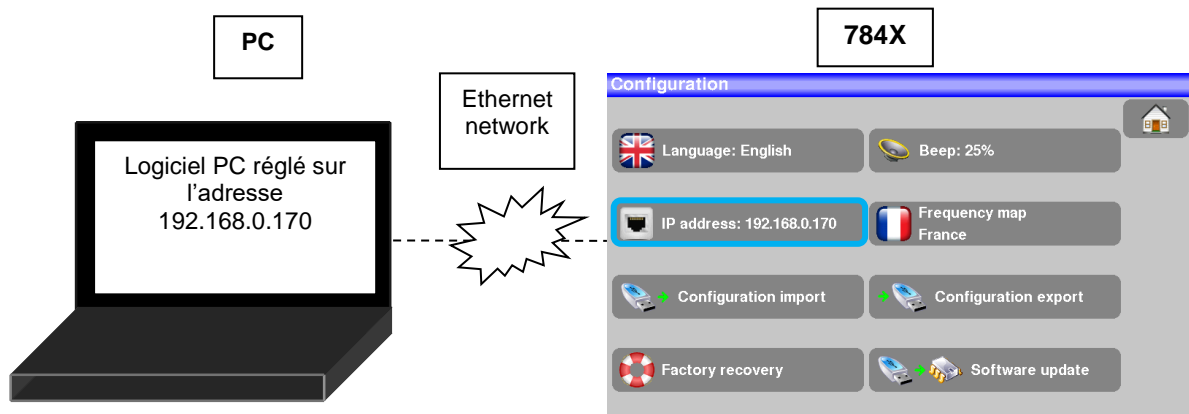 PC
784X
Ethernet
network
Logiciel PC réglé sur
l’adresse
192.168.0.170
Configuration
Language: English
Beep: 25%
IP address: 192.168.0.170
Frequency map
France
Configuration import
Configuration export
Factory recovery
Software update